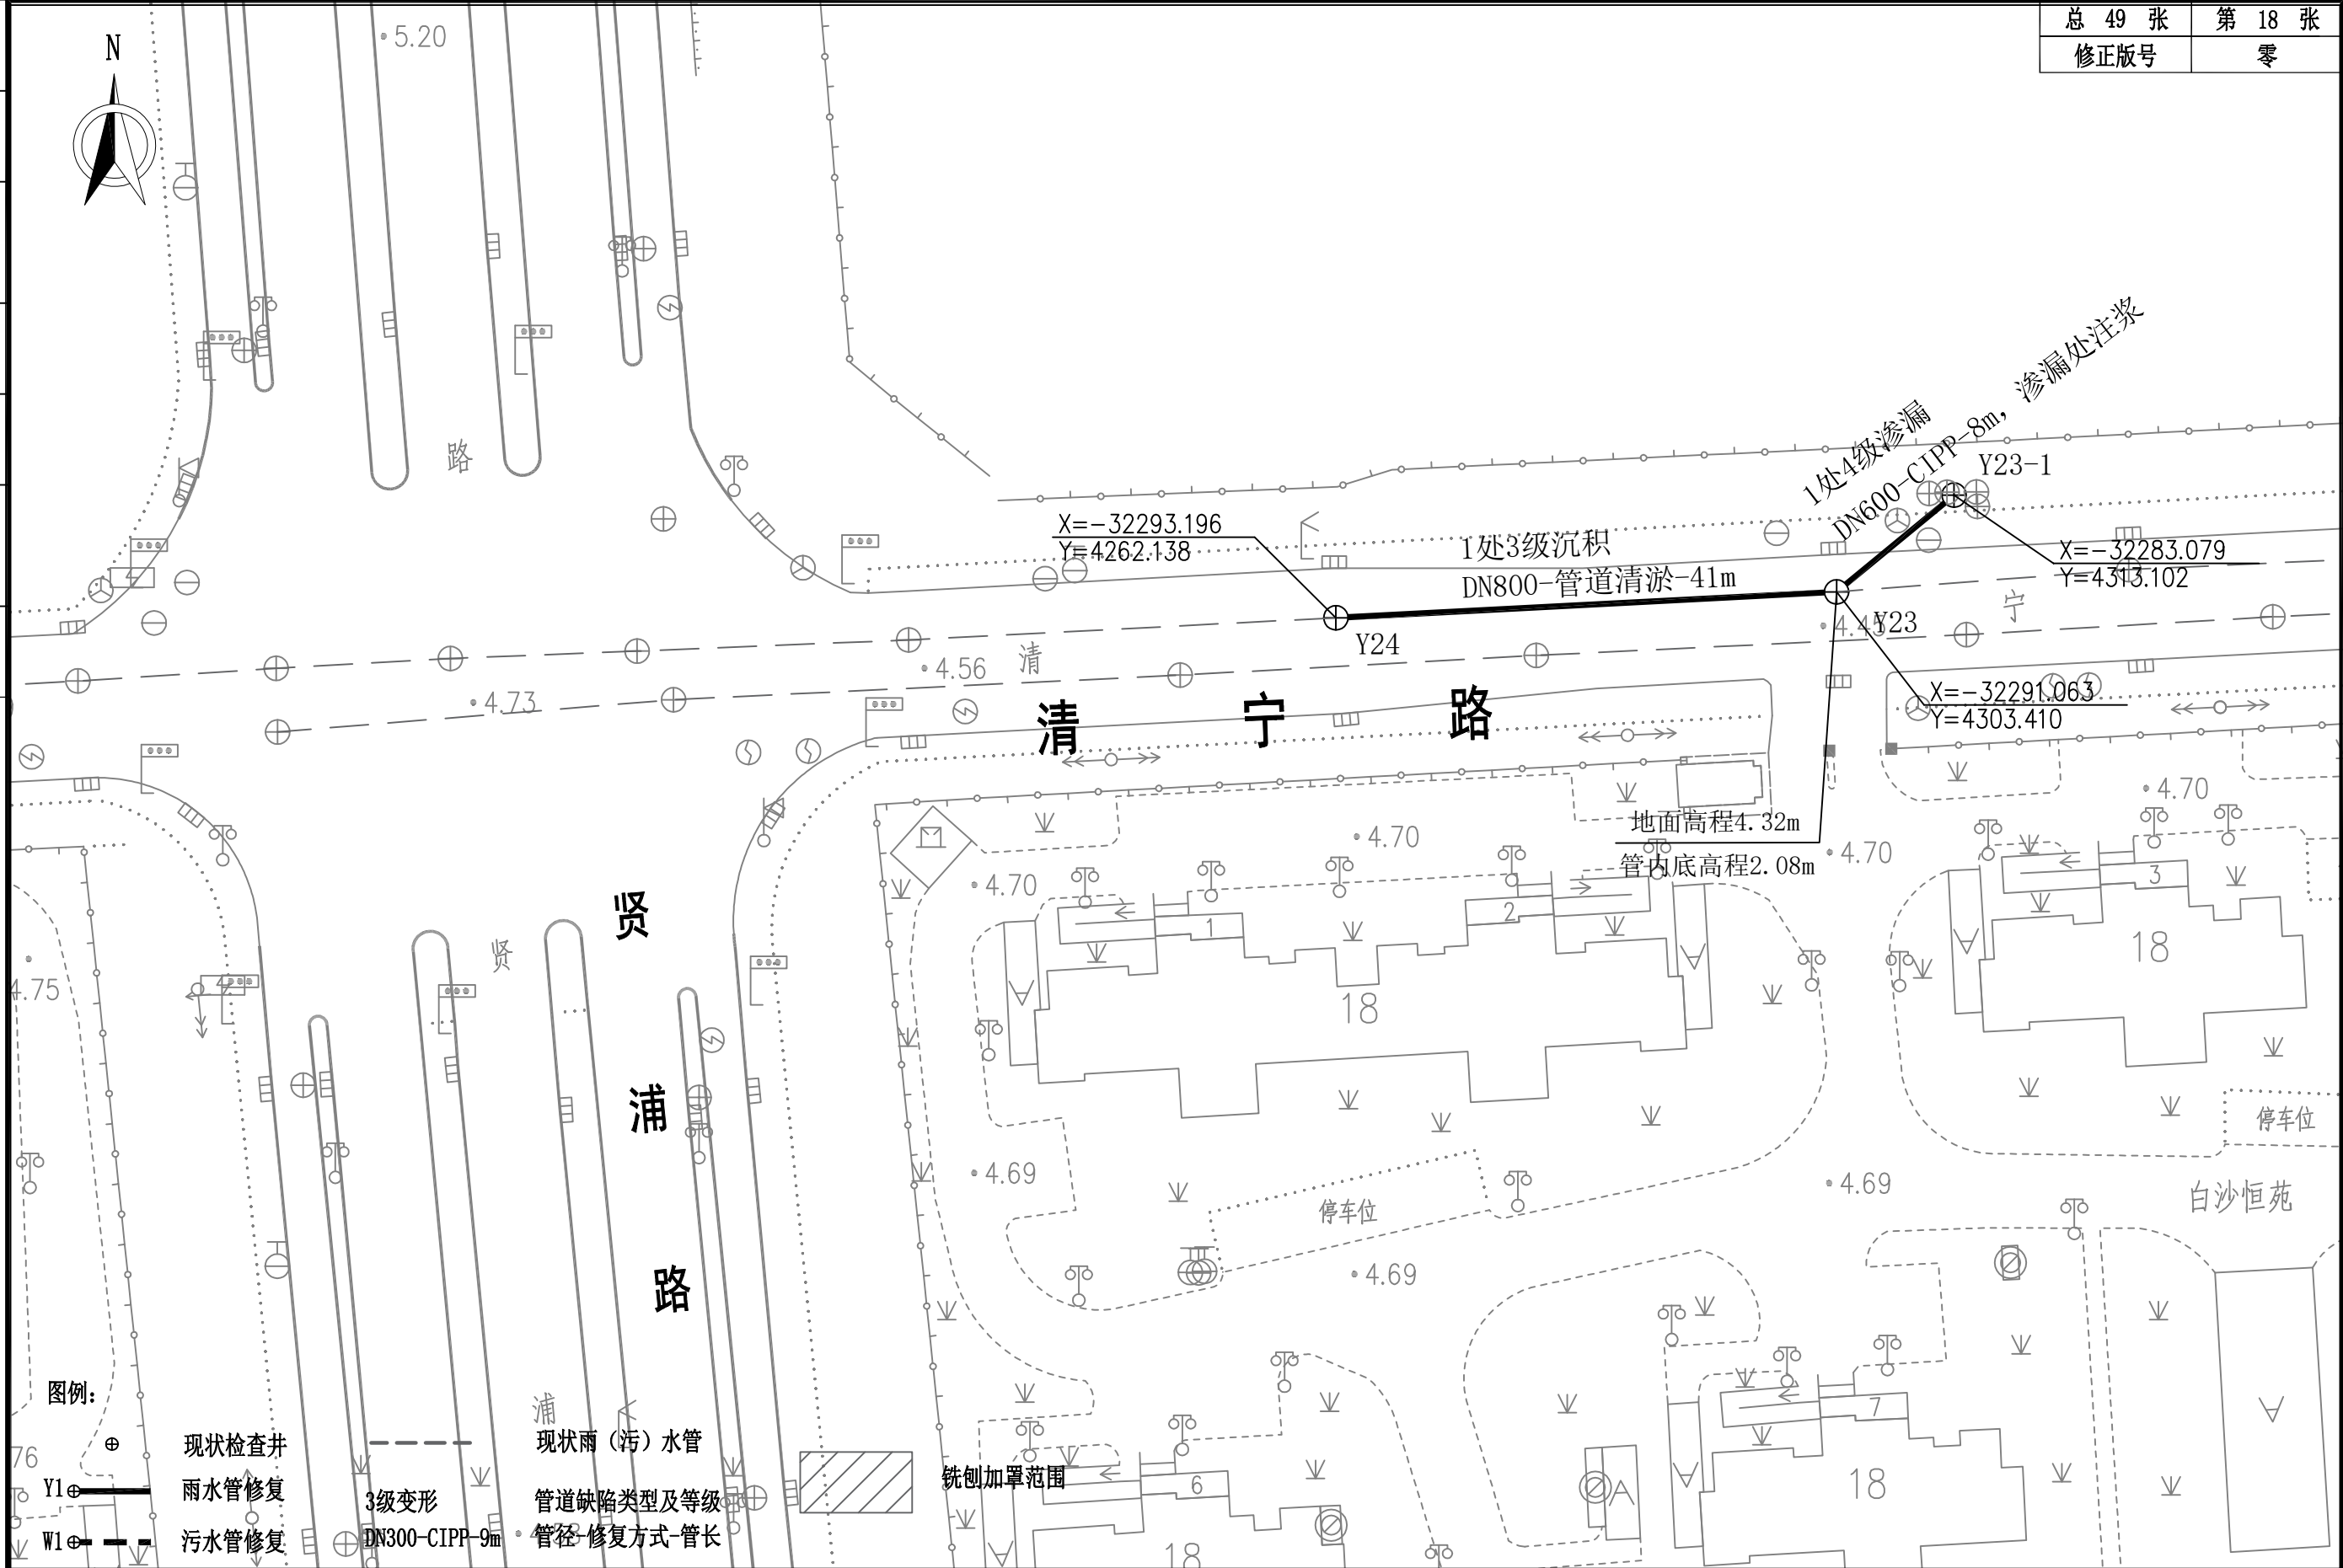 总 49 张 第 18 张
修正版号 零
N
5.20
路
1处4级渗漏
DN600-CIPP-8m，渗漏处注浆
Y23-1
X=-32293.196
Y=4262.138
1处3级沉积
DN800-管道清淤-41m
X=-32283.079
Y=4313.102
Y24
Y23
4.45
宁
4.56
清
4.73
X=-32291.063
Y=4303.410
清 宁 路
4.70
地面高程4.32m
管内底高程2.08m
4.70
4.70
4.70
1
2
3
18
18
贤
贤
4.75
浦
停车位
4.69
4.69
停车位
白沙恒苑
4.69
路
图例:
浦
现状检查井
现状雨（污）水管
76
Y1
雨水管修复
3级变形
管道缺陷类型及等级
铣刨加罩范围
W1
污水管修复
DN300-CIPP-9m
管径-修复方式-管长
6
7
18
18